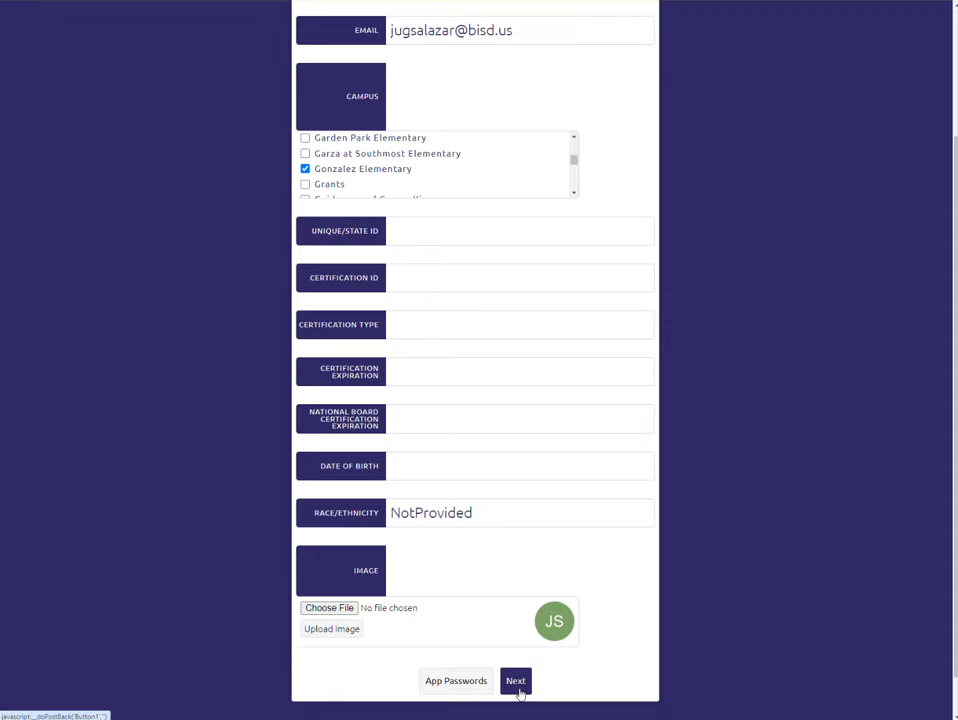 EMAIL jugsalazar@bisd.us
CAMPUS
Garden Park Elementary
Garza at Southmost Elementary
Gonzalez Elementary
Grants
UNIQUE/STATE ID
CERTIFICATION ID
CERTIFICATION TYPE
CERTIFICATION
EXPIRATION
NATIONAL BOARD
CERTIFICATION
EXPIRATION
DATE OF BIRTH
RACE/ETHNICITY NotProvided
IMAGE
Choose File No file chosen
JS
Upload Image
App Passwords Next
javascript:__doPostBack('Button1','')